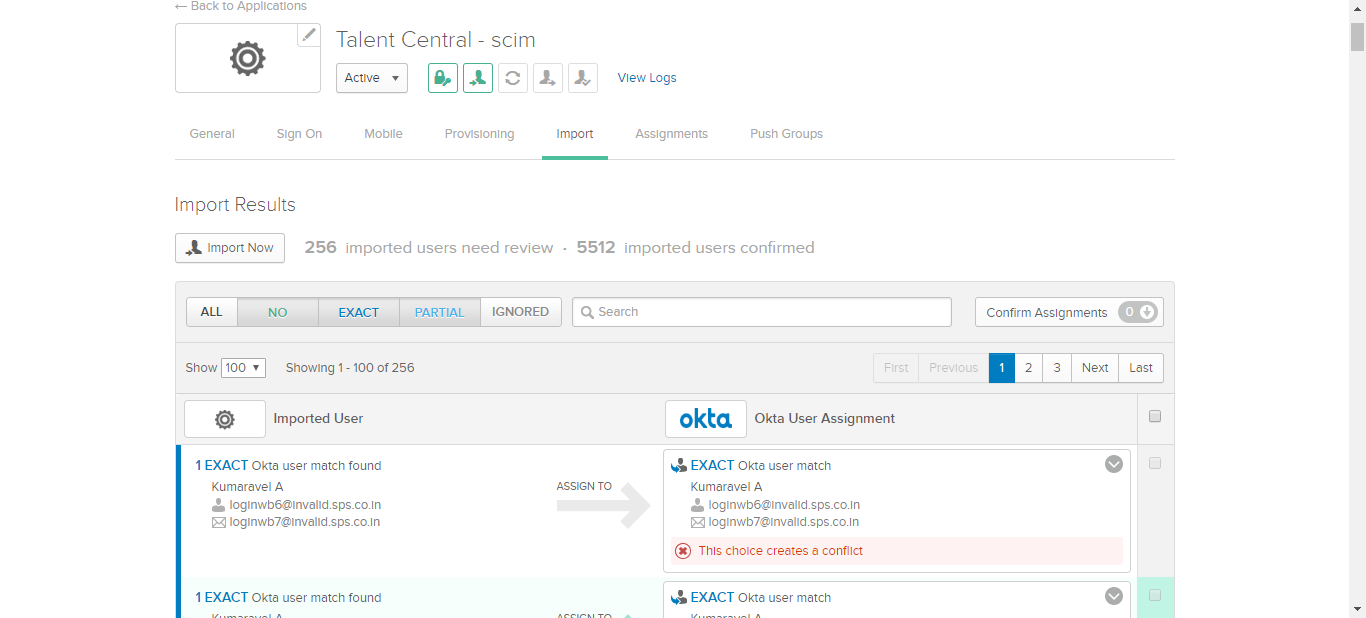 ← Back to Applications
Talent Central - scim
Active ▼ View Logs
General Sign On Mobile Provisioning Import Assignments Push Groups
Import Results
Import Now 256 imported users need review · 5512 imported users confirmed
ALL NO EXACT PARTIAL IGNORED Search Confirm Assignments 0
Show 100 ▼ Showing 1 - 100 of 256 First Previous 1 2 3 Next Last
Imported User okta Okta User Assignment
1 EXACT Okta user match found EXACT Okta user match
Kumaravel A ASSIGN TO Kumaravel A
loginwb6@invalid.sps.co.in loginwb6@invalid.sps.co.in
loginwb7@invalid.sps.co.in loginwb7@invalid.sps.co.in
This choice creates a conflict
1 EXACT Okta user match found EXACT Okta user match
Kumaravel A ASSIGN TO Kumaravel A